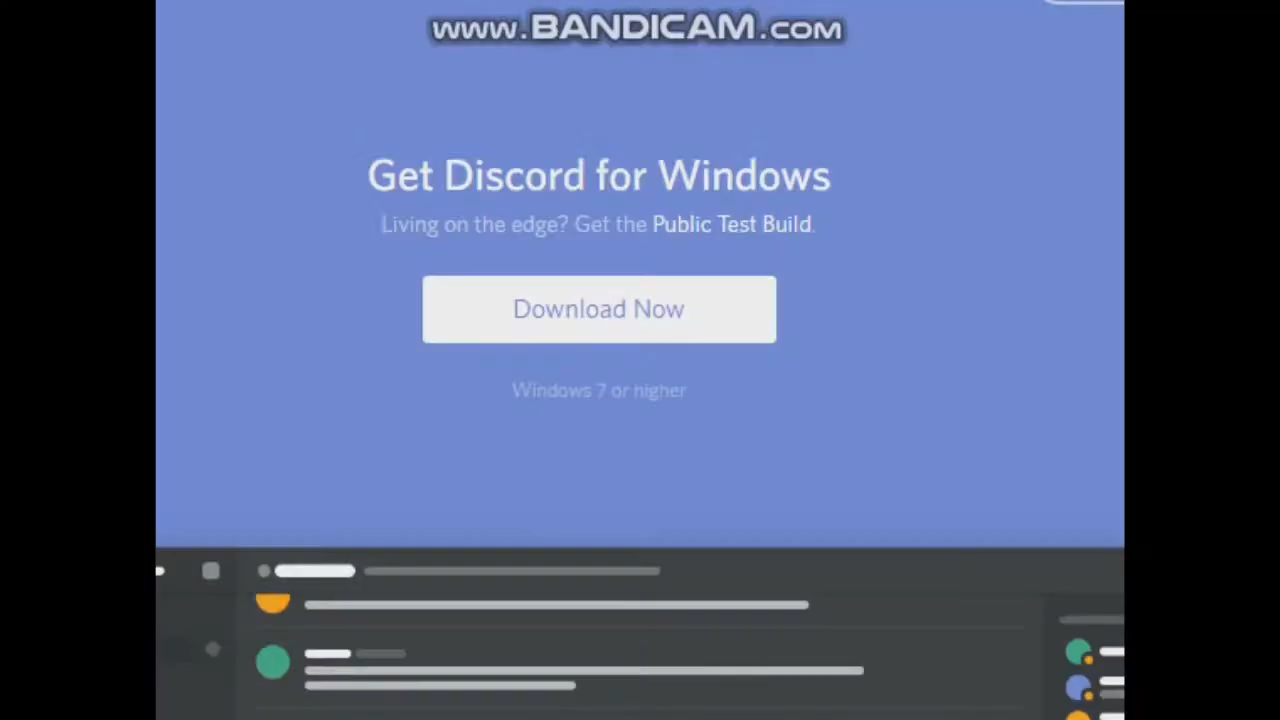 www.BANDICAM.com
Get Discord for Windows
Living on the edge? Get the Public Test Build.
Download Now
Windows 7 or higher